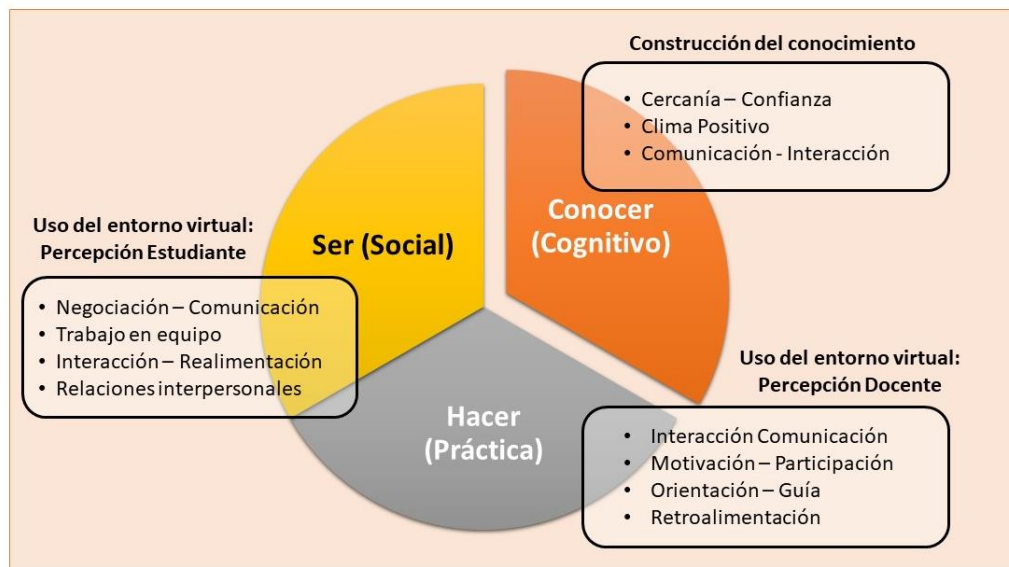 Construcción del conocimiento
• Cercanía – Confianza
• Clima Positivo
• Comunicación - Interacción
Conocer
(Cognitivo)
Ser (Social)
Uso del entorno virtual:
Percepción Estudiante
• Negociación – Comunicación
• Trabajo en equipo
• Interacción – Realimentación
• Relaciones interpersonales
Hacer
(Práctica)
Uso del entorno virtual:
Percepción Docente
• Interacción Comunicación
• Motivación – Participación
• Orientación – Guía
• Retroalimentación